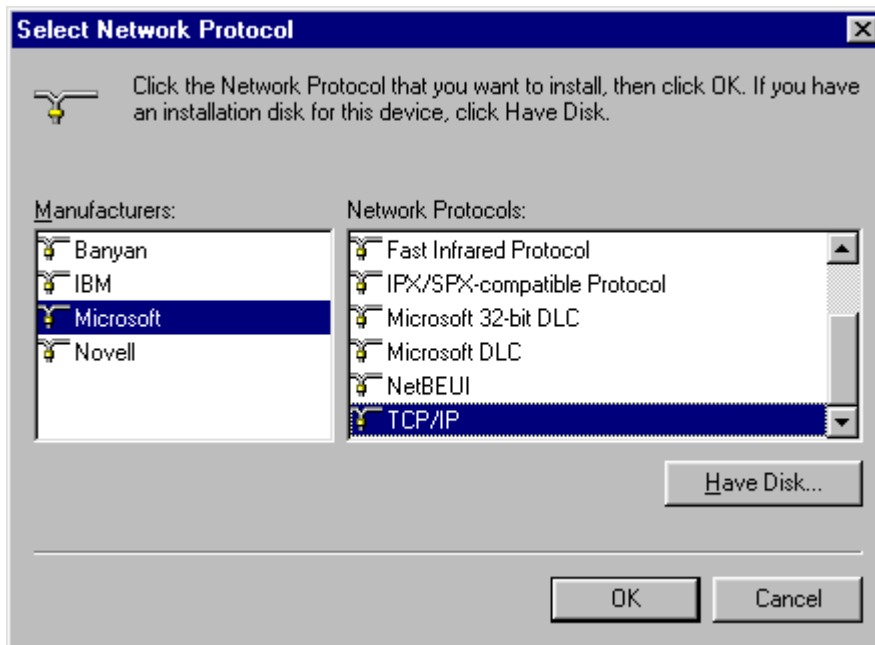 Select Network Protocol
Click the Network Protocol that you want to install, then click OK. If you have
an installation disk for this device, click Have Disk.
Manufacturers:
Banyan
IBM
Microsoft
Novell
Network Protocols:
Fast Infrared Protocol
IPX/SPX-compatible Protocol
Microsoft 32-bit DLC
Microsoft DLC
NetBEUI
TCP/IP
Have Disk...
OK
Cancel